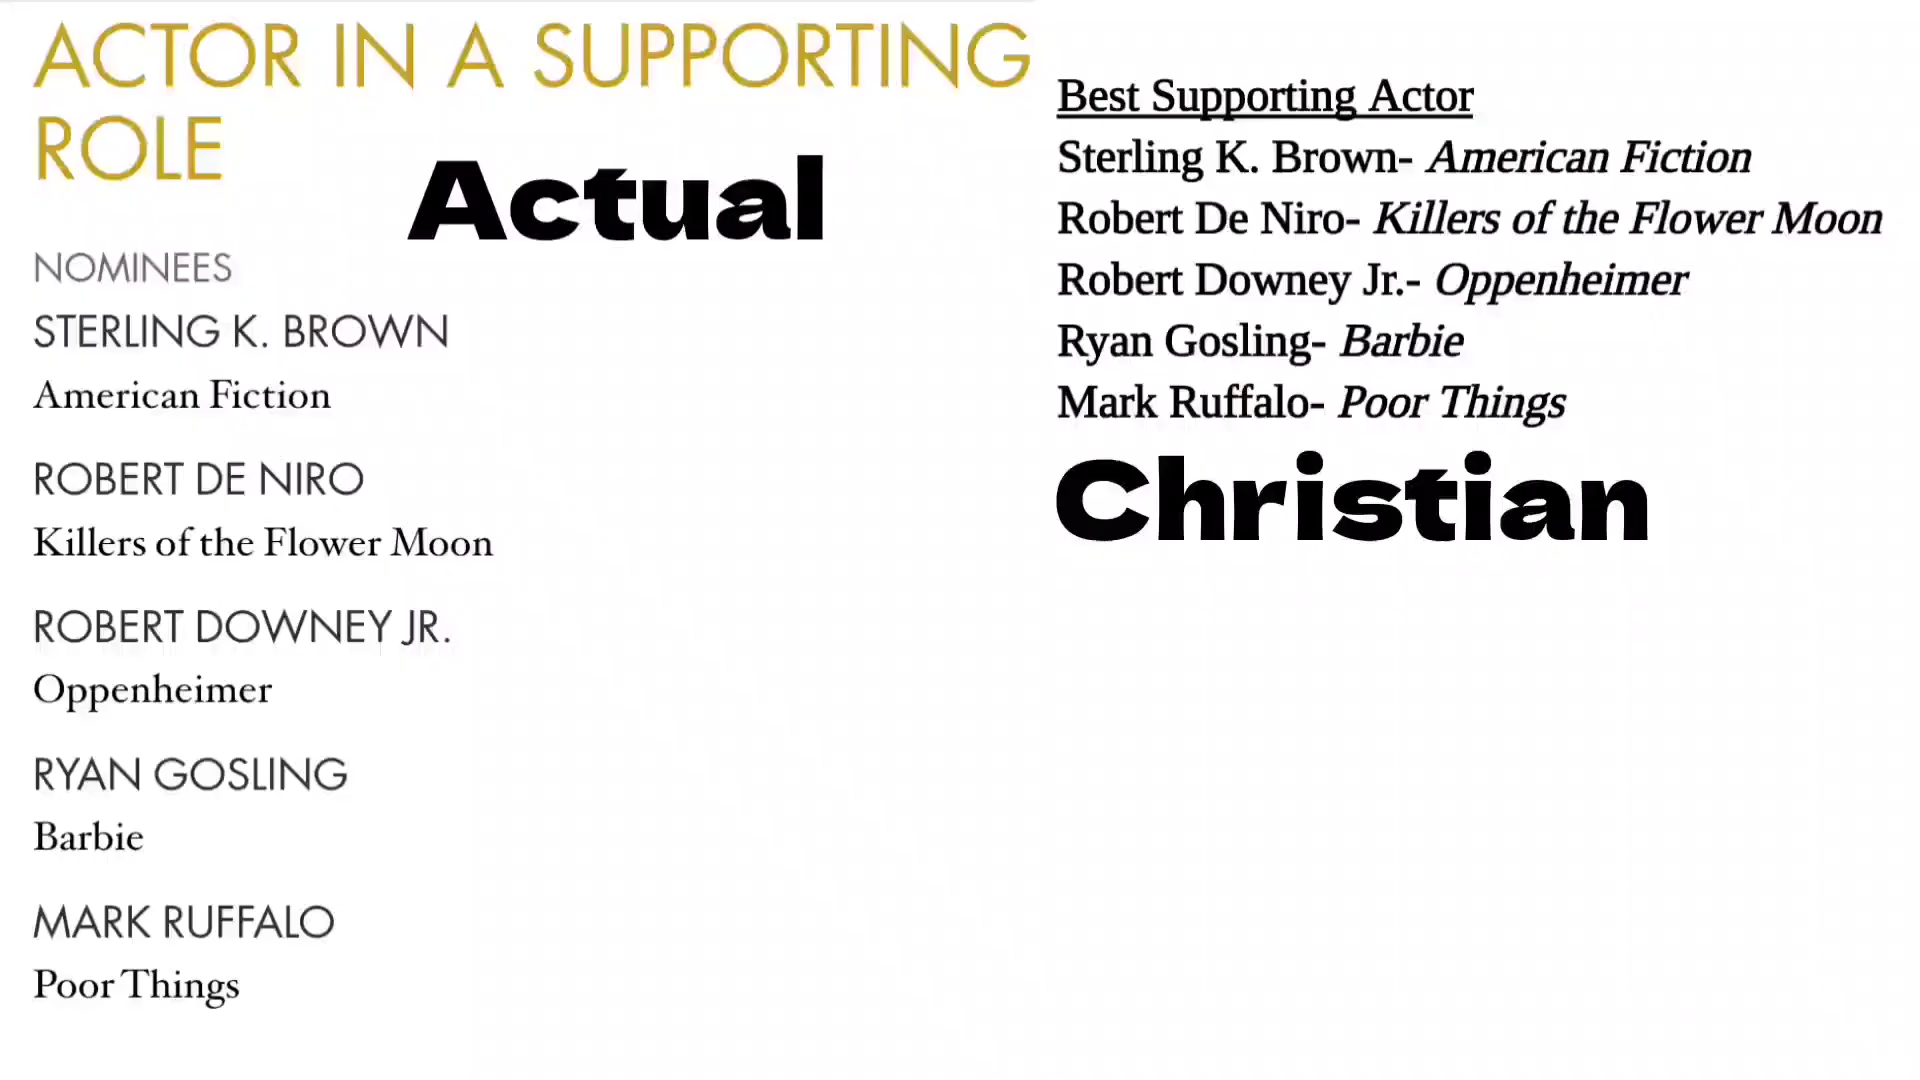 ACTOR IN A SUPPORTING
ROLE
Actual
NOMINEES
STERLING K. BROWN
American Fiction
ROBERT DE NIRO
Killers of the Flower Moon
ROBERT DOWNEY JR.
Oppenheimer
RYAN GOSLING
Barbie
MARK RUFFALO
Poor Things
Best Supporting Actor
Sterling K. Brown- American Fiction
Robert De Niro- Killers of the Flower Moon
Robert Downey Jr.- Oppenheimer
Ryan Gosling- Barbie
Mark Ruffalo- Poor Things
Christian